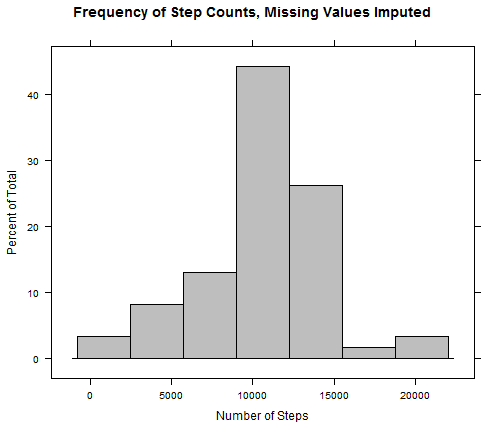 Frequency of Step Counts, Missing Values Imputed
Percent of Total
40
30
20
10
0
0 5000 10000 15000 20000
Number of Steps